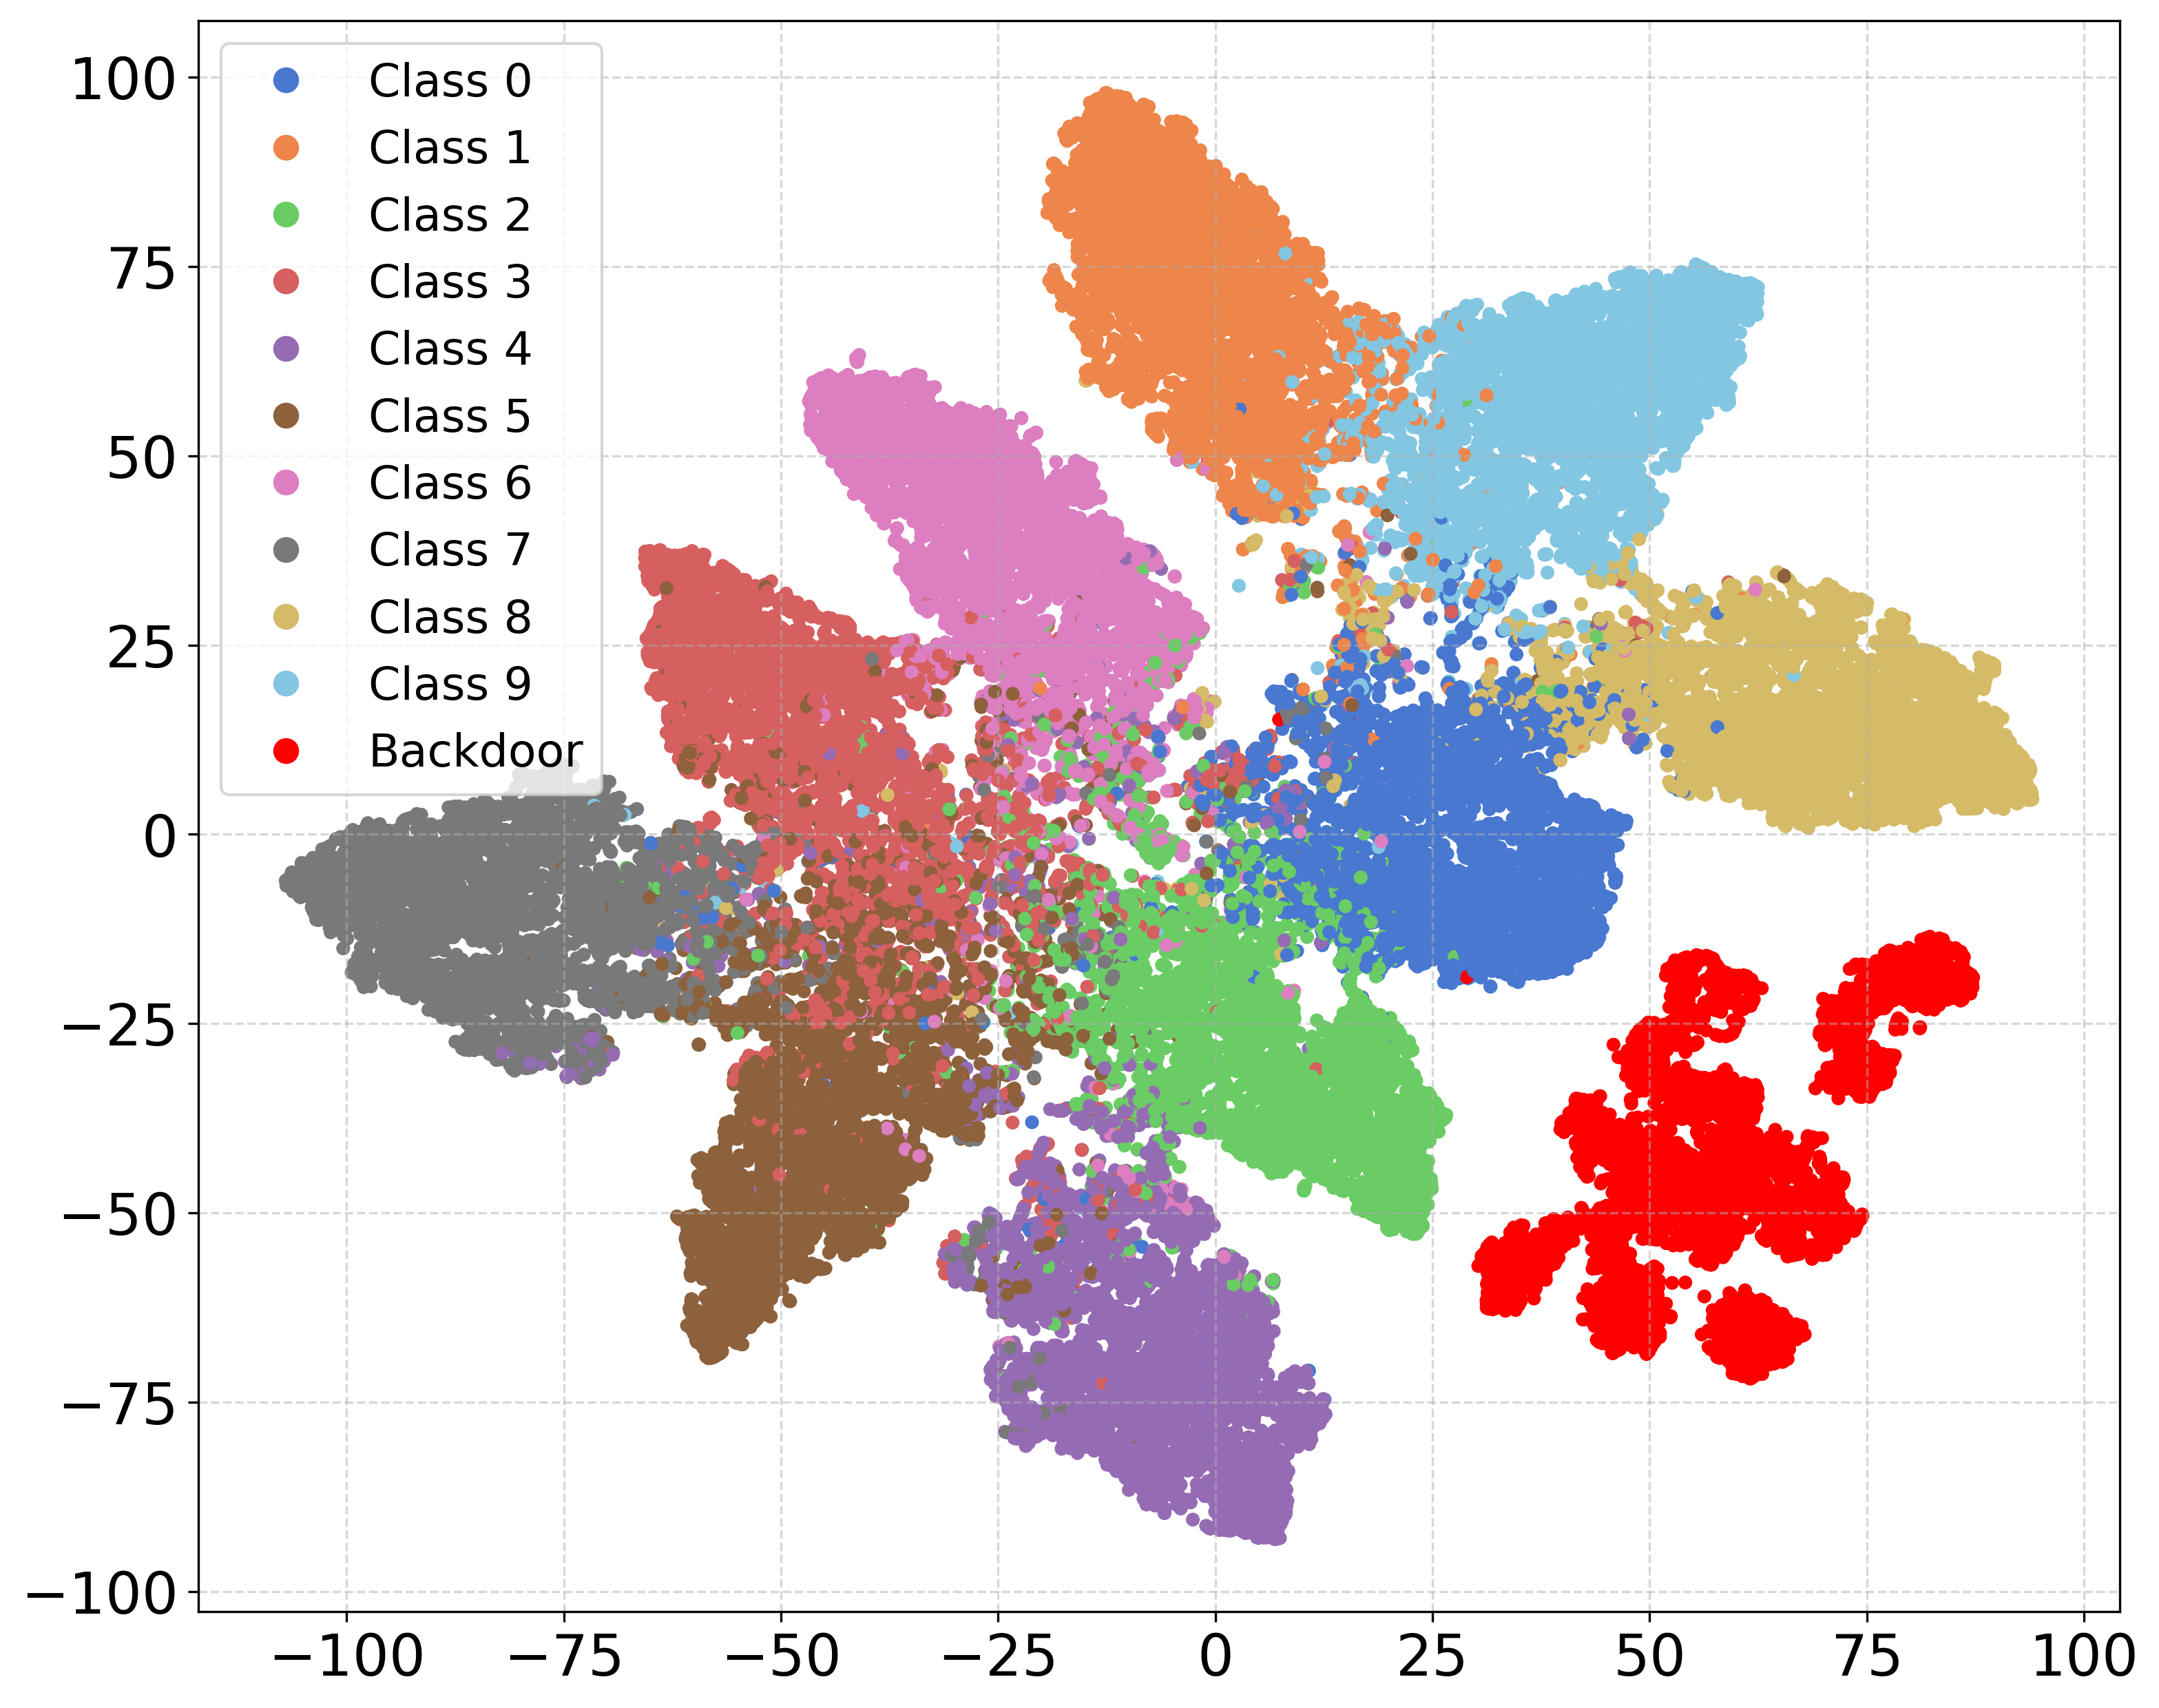 Class 0
Class 1
Class 2
Class 3
Class 4
Class 5
Class 6
Class 7
Class 8
Class 9
Backdoor
100
75
50
25
0
−25
−50
−75
−100
−100 −75 −50 −25 0 25 50 75 100